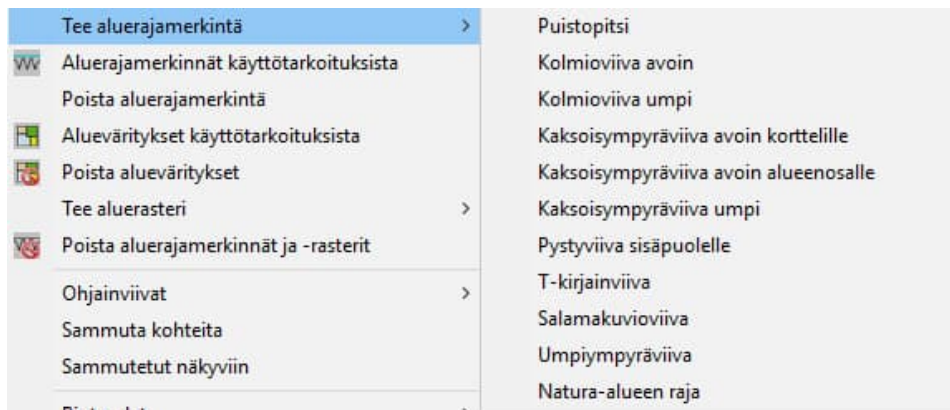 Tee aluerajamerkintä
Aluerajamerkinnät käyttötarkoituksista
Poista aluerajamerkintä
Alueväritykset käyttötarkoituksista
Poista alueväritykset
Tee aluerasteri
Poista aluerajamerkinnät ja -rasterit
Ohjainviivat
Sammuta kohteita
Sammutetut näkyviin
Puistopitsi
Kolmioviiva avoin
Kolmioviiva umpi
Kaksoisympyräviiva avoin korttelille
Kaksoisympyräviiva avoin alueenosalle
Kaksoisympyräviiva umpi
Pystyviiva sisäpuolelle
T-kirjainviiva
Salamakuvioviiva
Umpiympyräviiva
Natura-alueen raja